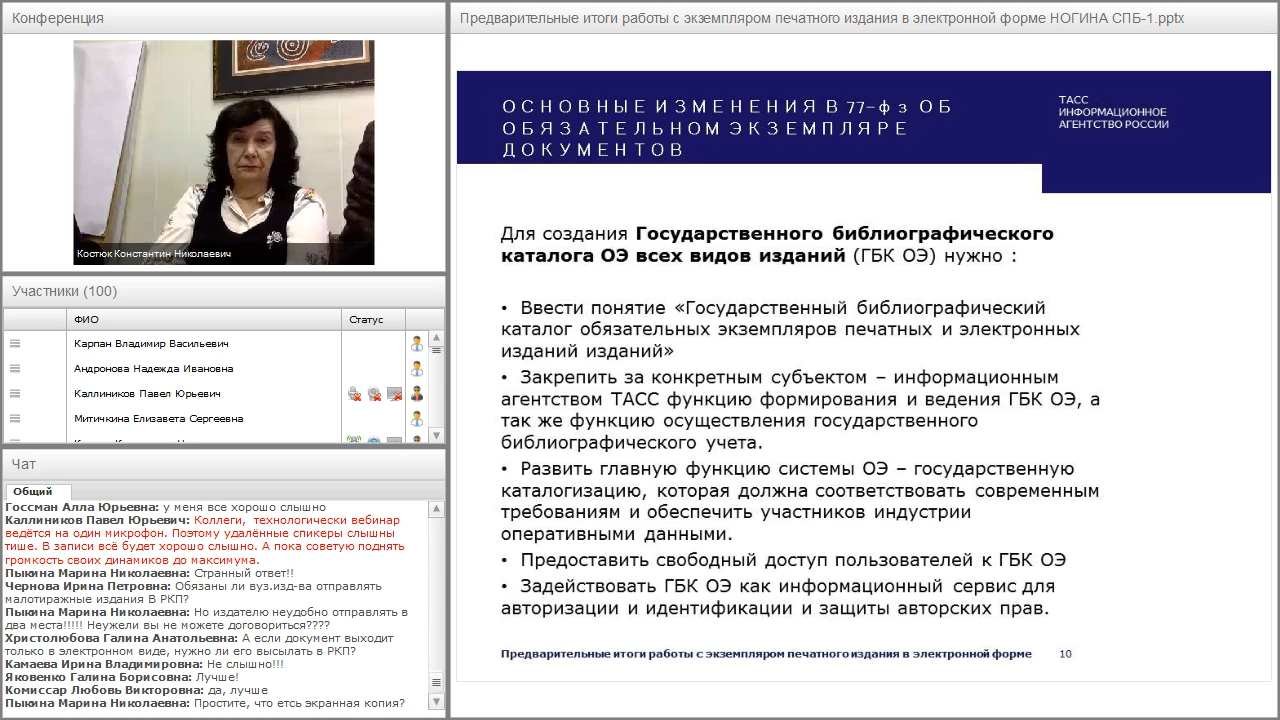 Конференция
Костюк Константин Николаевич
Участники (100)
ФИО Статус
Карпан Владимир Васильевич
Андронова Надежда Ивановна
Каллиников Павел Юрьевич
Митичкина Елизавета Сергеевна
Чат
Общий
Госсман Алла Юрьевна: у меня все хорошо слышно
Каллиников Павел Юрьевич: Коллеги, технологически вебинар
ведётся на один микрофон. Поэтому удалённые спикеры слышны
тише. В записи всё будет хорошо слышно. А пока советую поднять
громкость своих динамиков до максимума.
Пыкина Марина Николаевна: Странный ответ!!
Чернова Ирина Петровна: Обязаны ли вуз.изд-ва отправлять
малотиражные издания В РКП?
Пыкина Марина Николаевна: Но издателю неудобно отправлять в
два места!!!!! Неужели вы не можете договориться????
Христолюбова Галина Анатольевна: А если документ выходит
только в электронном виде, нужно ли его высылать в РКП?
Камаева Ирина Владимировна: Не слышно!!!
Яковенко Галина Борисовна: Лучше!
Комиссар Любовь Викторовна: да, лучше
Пыкина Марина Николаевна: Простите, что етсь экранная копия?
Предварительные итоги работы с экземпляром печатного издания в электронной форме НОГИНА СПБ-1.pptx
ОСНОВНЫЕ ИЗМЕНЕНИЯ В 77-ф з ОБ
ОБЯЗАТЕЛЬНОМ ЭКЗЕМПЛЯРЕ
ДОКУМЕНТОВ
ТАСС
ИНФОРМАЦИОННОЕ
АГЕНТСТВО РОССИИ
Для создания Государственного библиографического
каталога ОЭ всех видов изданий (ГБК ОЭ) нужно :
• Ввести понятие «Государственный библиографический
каталог обязательных экземпляров печатных и электронных
изданий изданий»
• Закрепить за конкретным субъектом – информационным
агентством ТАСС функцию формирования и ведения ГБК ОЭ, а
так же функцию осуществления государственного
библиографического учета.
• Развить главную функцию системы ОЭ – государственную
каталогизацию, которая должна соответствовать современным
требованиям и обеспечить участников индустрии
оперативными данными.
• Предоставить свободный доступ пользователей к ГБК ОЭ
• Задействовать ГБК ОЭ как информационный сервис для
авторизации и идентификации и защиты авторских прав.
Предварительные итоги работы с экземпляром печатного издания в электронной форме 10